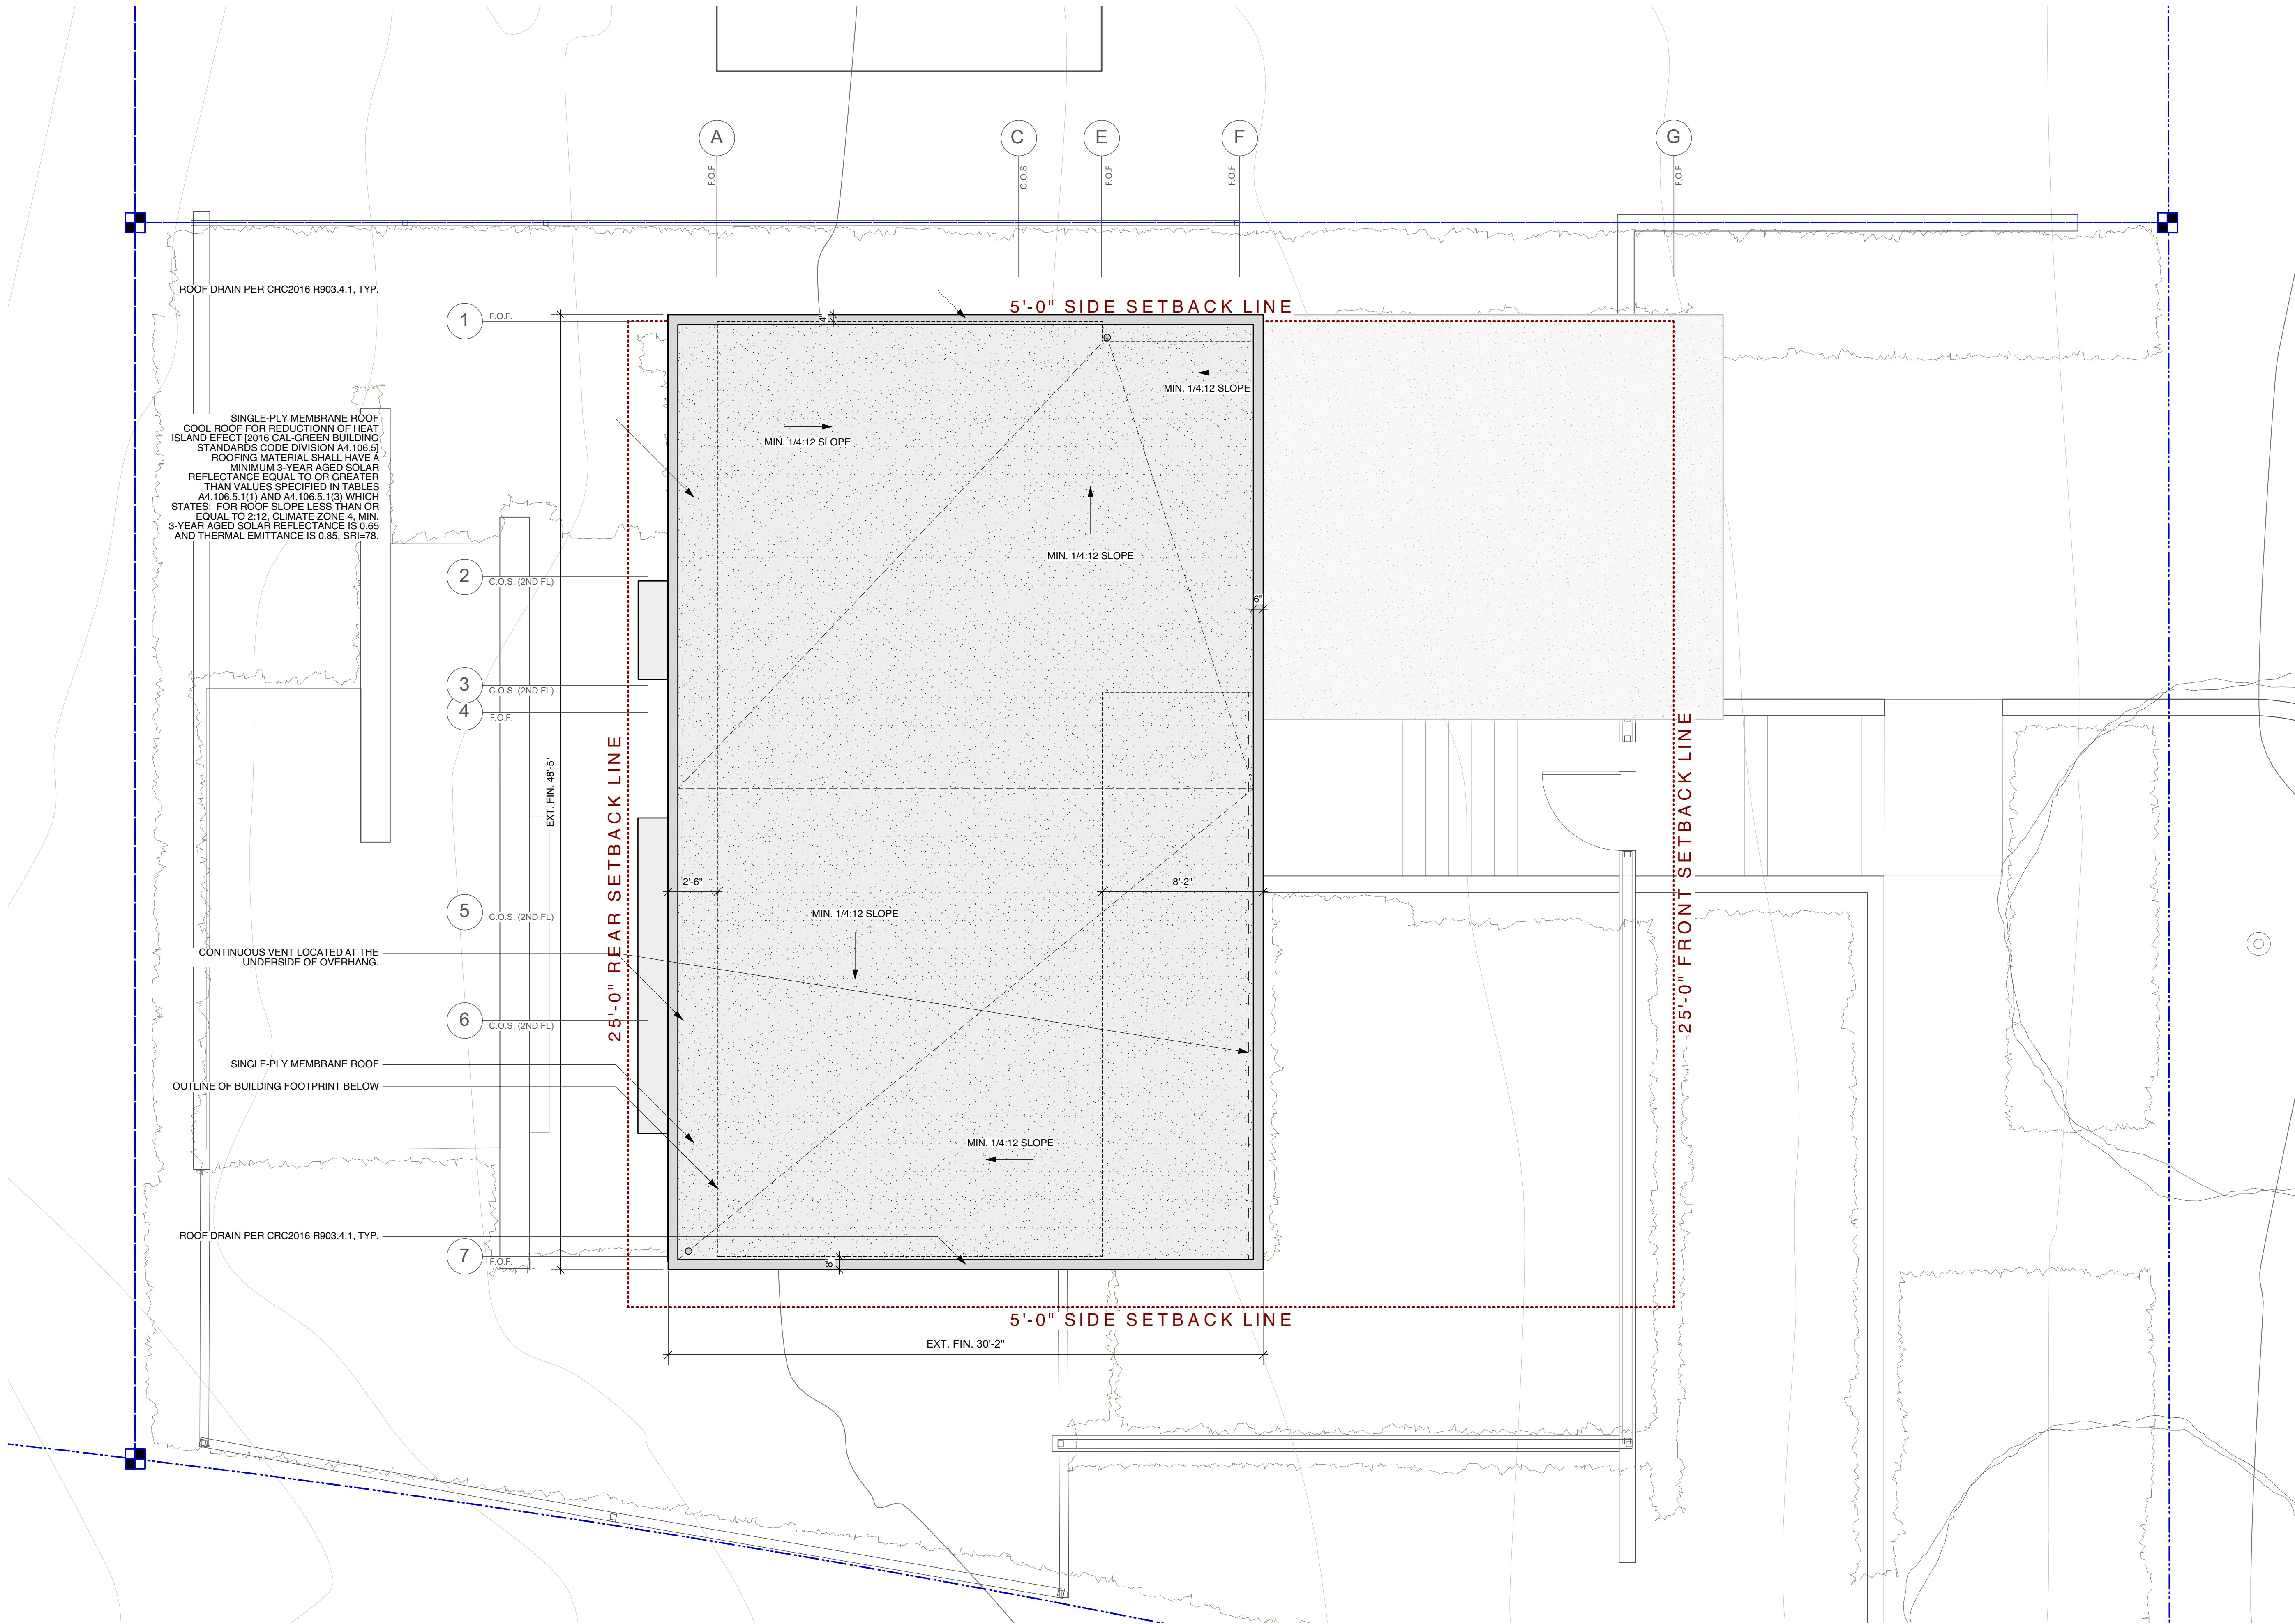 A
C
E
F
G
F.O.F.
C.O.S.
F.O.F.
F.O.F.
F.O.F.
ROOF DRAIN PER CRC2016 R903.4.1, TYP.
5'-0" SIDE SETBACK LINE
1
F.O.F.
4"
MIN. 1/4:12 SLOPE
SINGLE-PLY MEMBRANE ROOF
COOL ROOF FOR REDUCTIONN OF HEAT
ISLAND EFECT [2016 CAL-GREEN BUILDING
STANDARDS CODE DIVISION A4.106.5]
ROOFING MATERIAL SHALL HAVE A
MINIMUM 3-YEAR AGED SOLAR
REFLECTANCE EQUAL TO OR GREATER
THAN VALUES SPECIFIED IN TABLES
A4.106.5.1(1) AND A4.106.5.1(3) WHICH
STATES: FOR ROOF SLOPE LESS THAN OR
EQUAL TO 2:12, CLIMATE ZONE 4, MIN.
3-YEAR AGED SOLAR REFLECTANCE IS 0.65
AND THERMAL EMITTANCE IS 0.85, SRI=78.
MIN. 1/4:12 SLOPE
MIN. 1/4:12 SLOPE
2
C.O.S. (2ND FL)
6"
3
C.O.S. (2ND FL)
4
F.O.F.
EXT. FIN. 48'-5"
25'-0" REAR SETBACK LINE
25'-0" FRONT SETBACK LINE
2'-6"
8'-2"
5
C.O.S. (2ND FL)
MIN. 1/4:12 SLOPE
CONTINUOUS VENT LOCATED AT THE
UNDERSIDE OF OVERHANG.
6
C.O.S. (2ND FL)
SINGLE-PLY MEMBRANE ROOF
OUTLINE OF BUILDING FOOTPRINT BELOW
MIN. 1/4:12 SLOPE
ROOF DRAIN PER CRC2016 R903.4.1, TYP.
7
F.O.F.
8"
5'-0" SIDE SETBACK LINE
EXT. FIN. 30'-2"